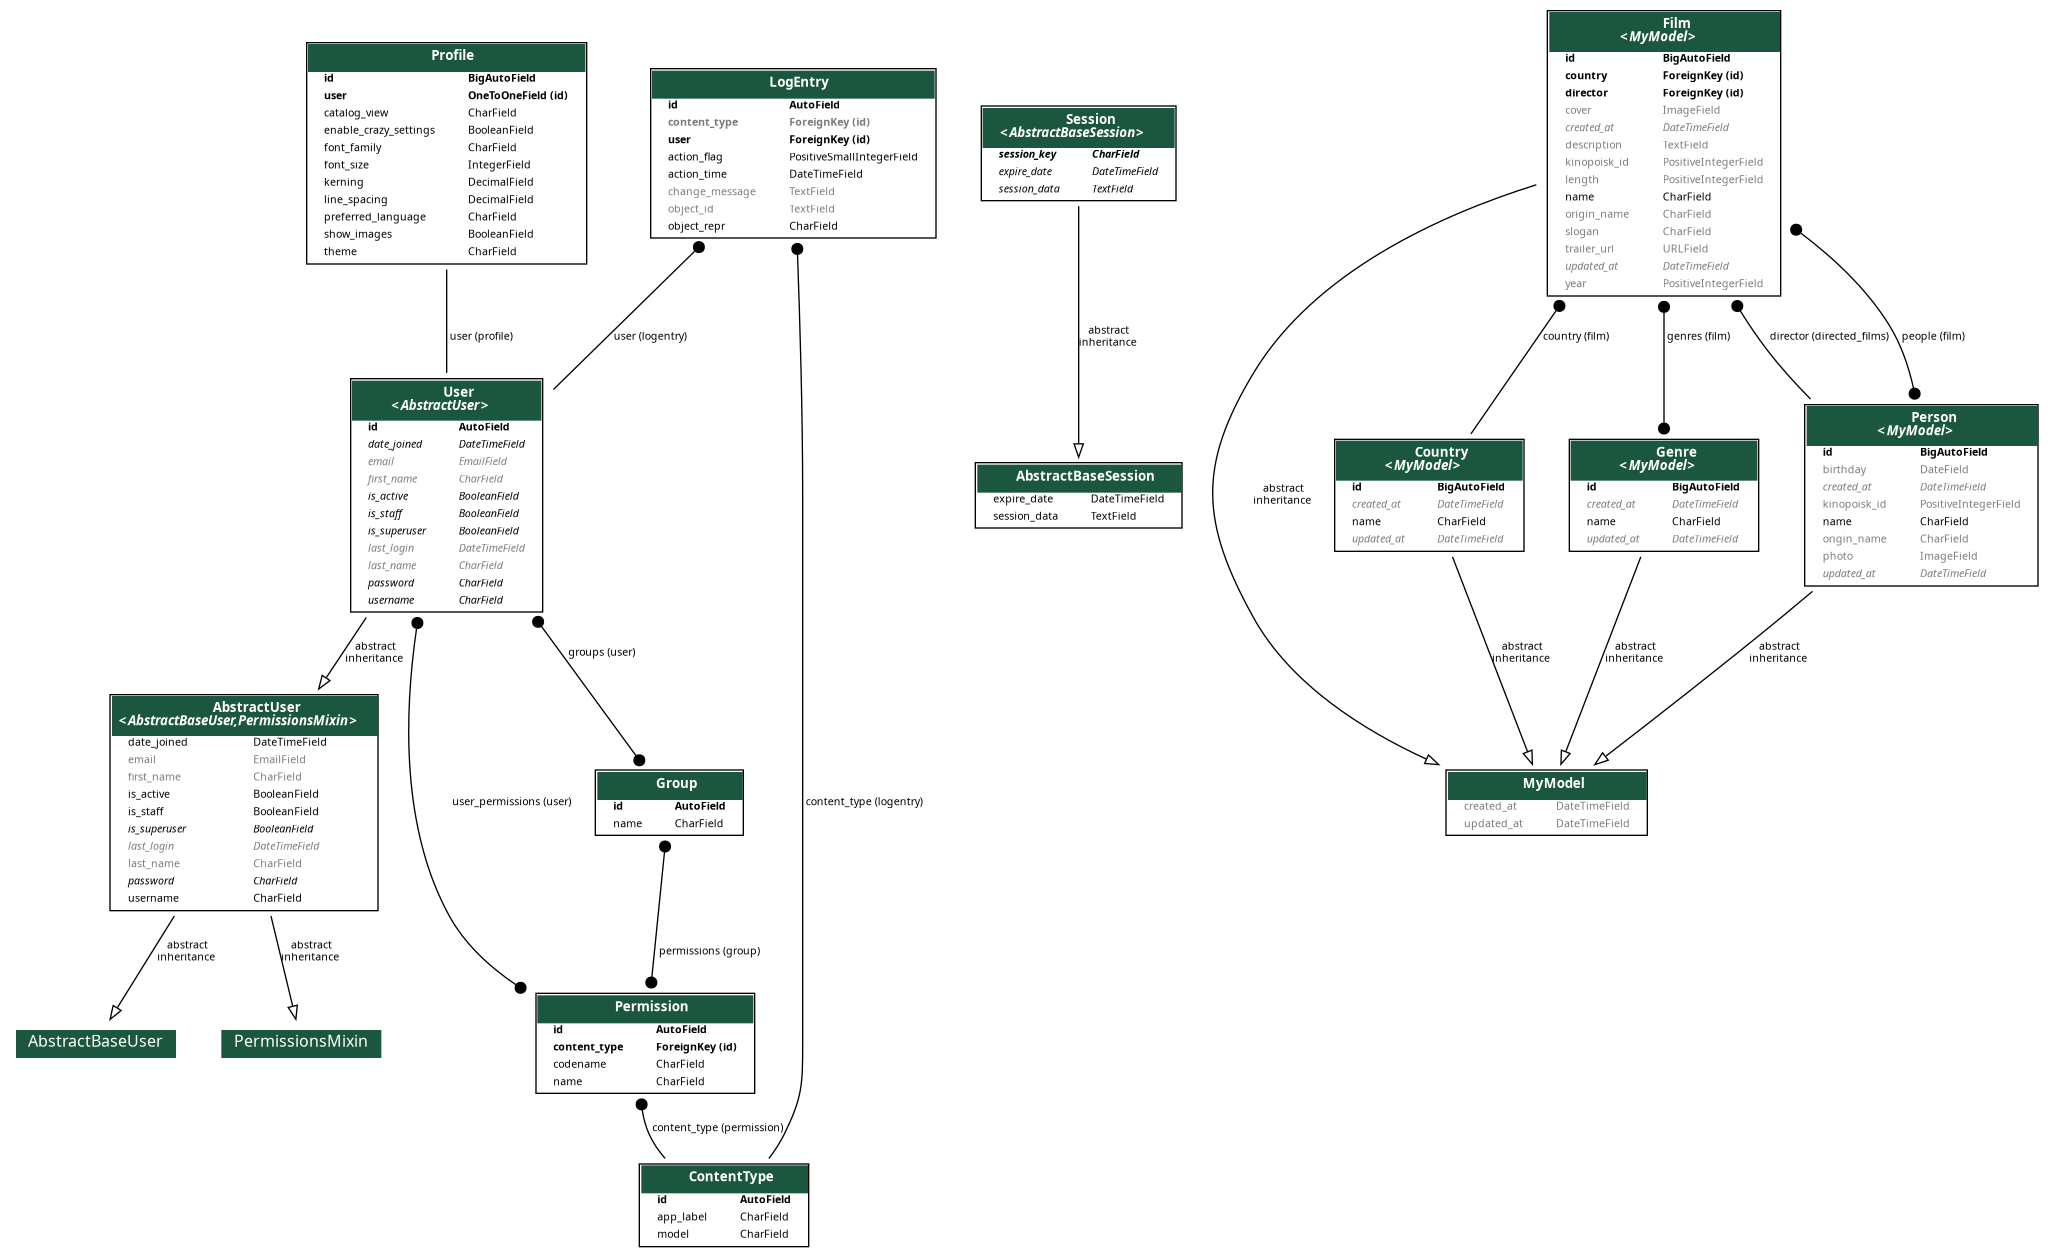 Profile
id BigAutoField
user OneToOneField (id)
catalog_view CharField
enable_crazy_settings BooleanField
font_family CharField
font_size IntegerField
kerning DecimalField
line_spacing DecimalField
preferred_language CharField
show_images BooleanField
theme CharField
LogEntry
id AutoField
content_type ForeignKey (id)
user ForeignKey (id)
action_flag PositiveSmallIntegerField
action_time DateTimeField
change_message TextField
object_id TextField
object_repr CharField
Session
<AbstractBaseSession>
session_key CharField
expire_date DateTimeField
session_data TextField
Film
<MyModel>
id BigAutoField
country ForeignKey (id)
director ForeignKey (id)
cover ImageField
created_at DateTimeField
description TextField
kinopoisk_id PositiveIntegerField
length PositiveIntegerField
name CharField
origin_name CharField
slogan CharField
trailer_url URLField
updated_at DateTimeField
year PositiveIntegerField
user (profile)
user (logentry)
abstract
inheritance
country (film)
genres (film)
director (directed_films)
people (film)
User
<AbstractUser>
id AutoField
date_joined DateTimeField
email EmailField
first_name CharField
is_active BooleanField
is_staff BooleanField
is_superuser BooleanField
last_login DateTimeField
last_name CharField
password CharField
username CharField
AbstractBaseSession
expire_date DateTimeField
session_data TextField
abstract
inheritance
Country
<MyModel>
id BigAutoField
created_at DateTimeField
name CharField
updated_at DateTimeField
Genre
<MyModel>
id BigAutoField
created_at DateTimeField
name CharField
updated_at DateTimeField
Person
<MyModel>
id BigAutoField
birthday DateField
created_at DateTimeField
kinopoisk_id PositiveIntegerField
name CharField
origin_name CharField
photo ImageField
updated_at DateTimeField
abstract
inheritance
groups (user)
abstract
inheritance
abstract
inheritance
abstract
inheritance
AbstractUser
<AbstractBaseUser,PermissionsMixin>
date_joined DateTimeField
email EmailField
first_name CharField
is_active BooleanField
is_staff BooleanField
is_superuser BooleanField
last_login DateTimeField
last_name CharField
password CharField
username CharField
user_permissions (user)
Group
id AutoField
name CharField
content_type (logentry)
MyModel
created_at DateTimeField
updated_at DateTimeField
abstract
inheritance
abstract
inheritance
permissions (group)
AbstractBaseUser
PermissionsMixin
Permission
id AutoField
content_type ForeignKey (id)
codename CharField
name CharField
content_type (permission)
ContentType
id AutoField
app_label CharField
model CharField